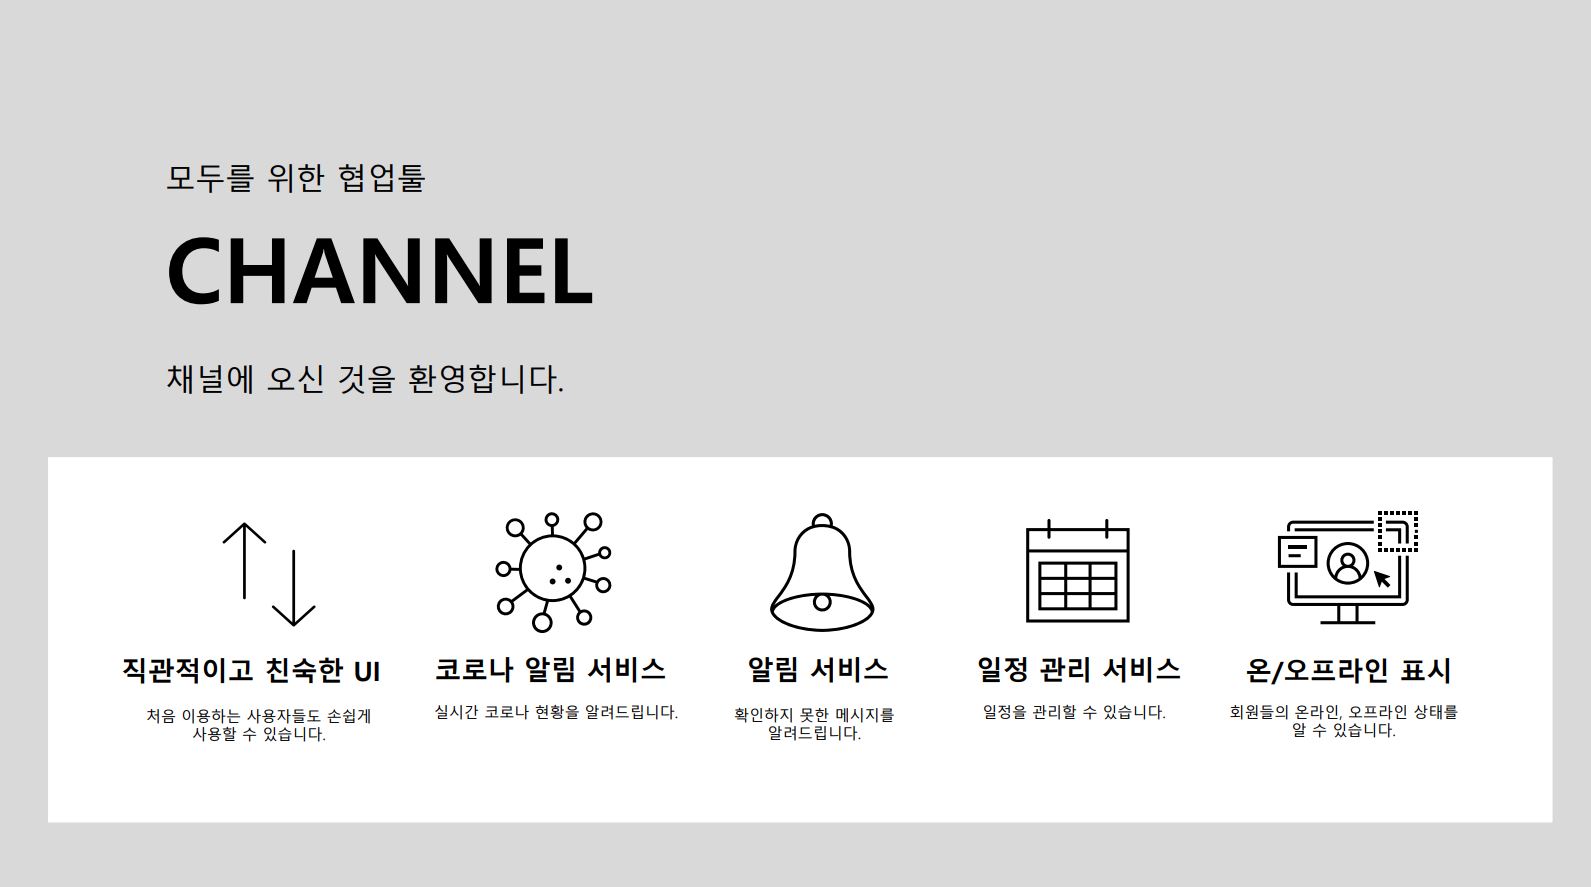 모두를 위한 협업툴
CHANNEL
채널에 오신 것을 환영합니다.
직관적이고 친숙한 UI
처음 이용하는 사용자들도 손쉽게
사용할 수 있습니다.
코로나 알림 서비스
실시간 코로나 현황을 알려드립니다.
알림 서비스
확인하지 못한 메시지를
알려드립니다.
일정 관리 서비스
일정을 관리할 수 있습니다.
온/오프라인 표시
회원들의 온라인, 오프라인 상태를
알 수 있습니다.